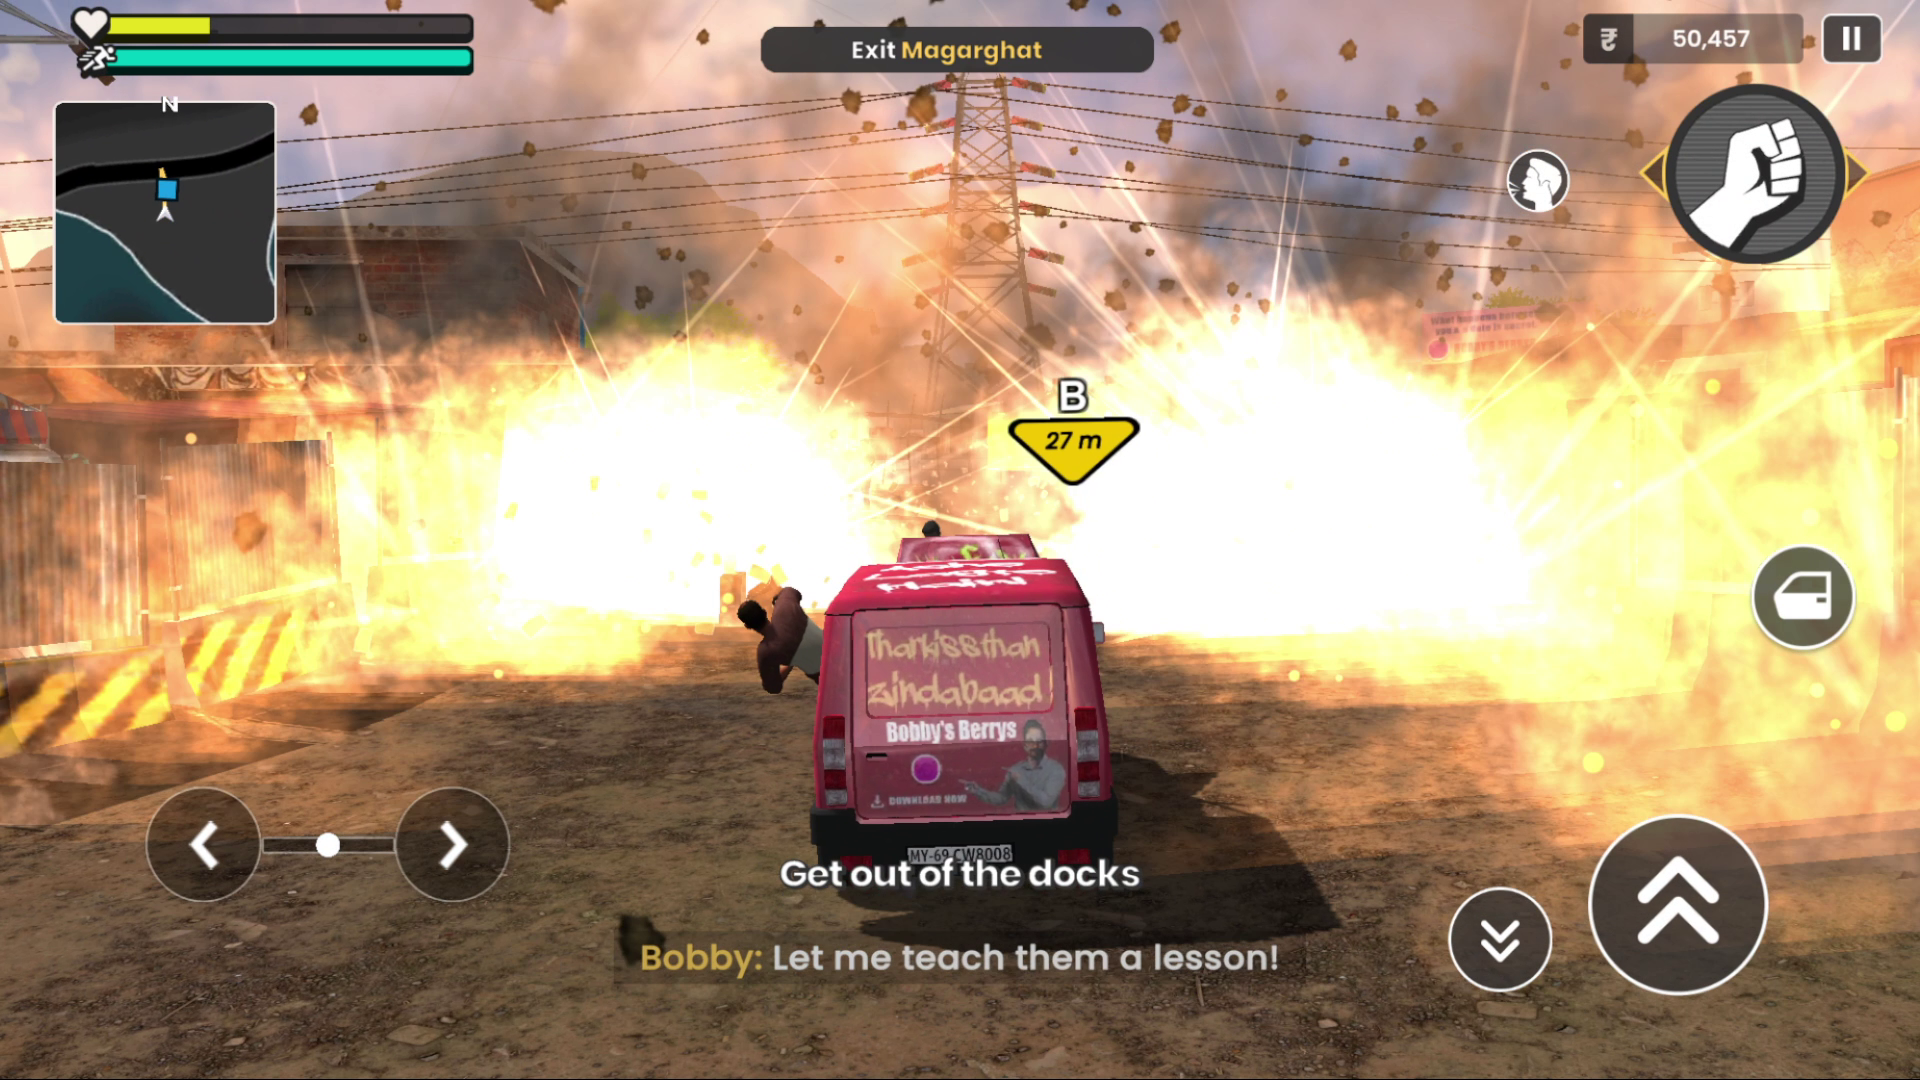 Exit Magarghat
50,457
N
B
27 m
Tharkissthan
zindabaad
Bobby's Berrys
DOWNLOAD NOW
MY-69 CW8008
Get out of the docks
Bobby: Let me teach them a lesson!